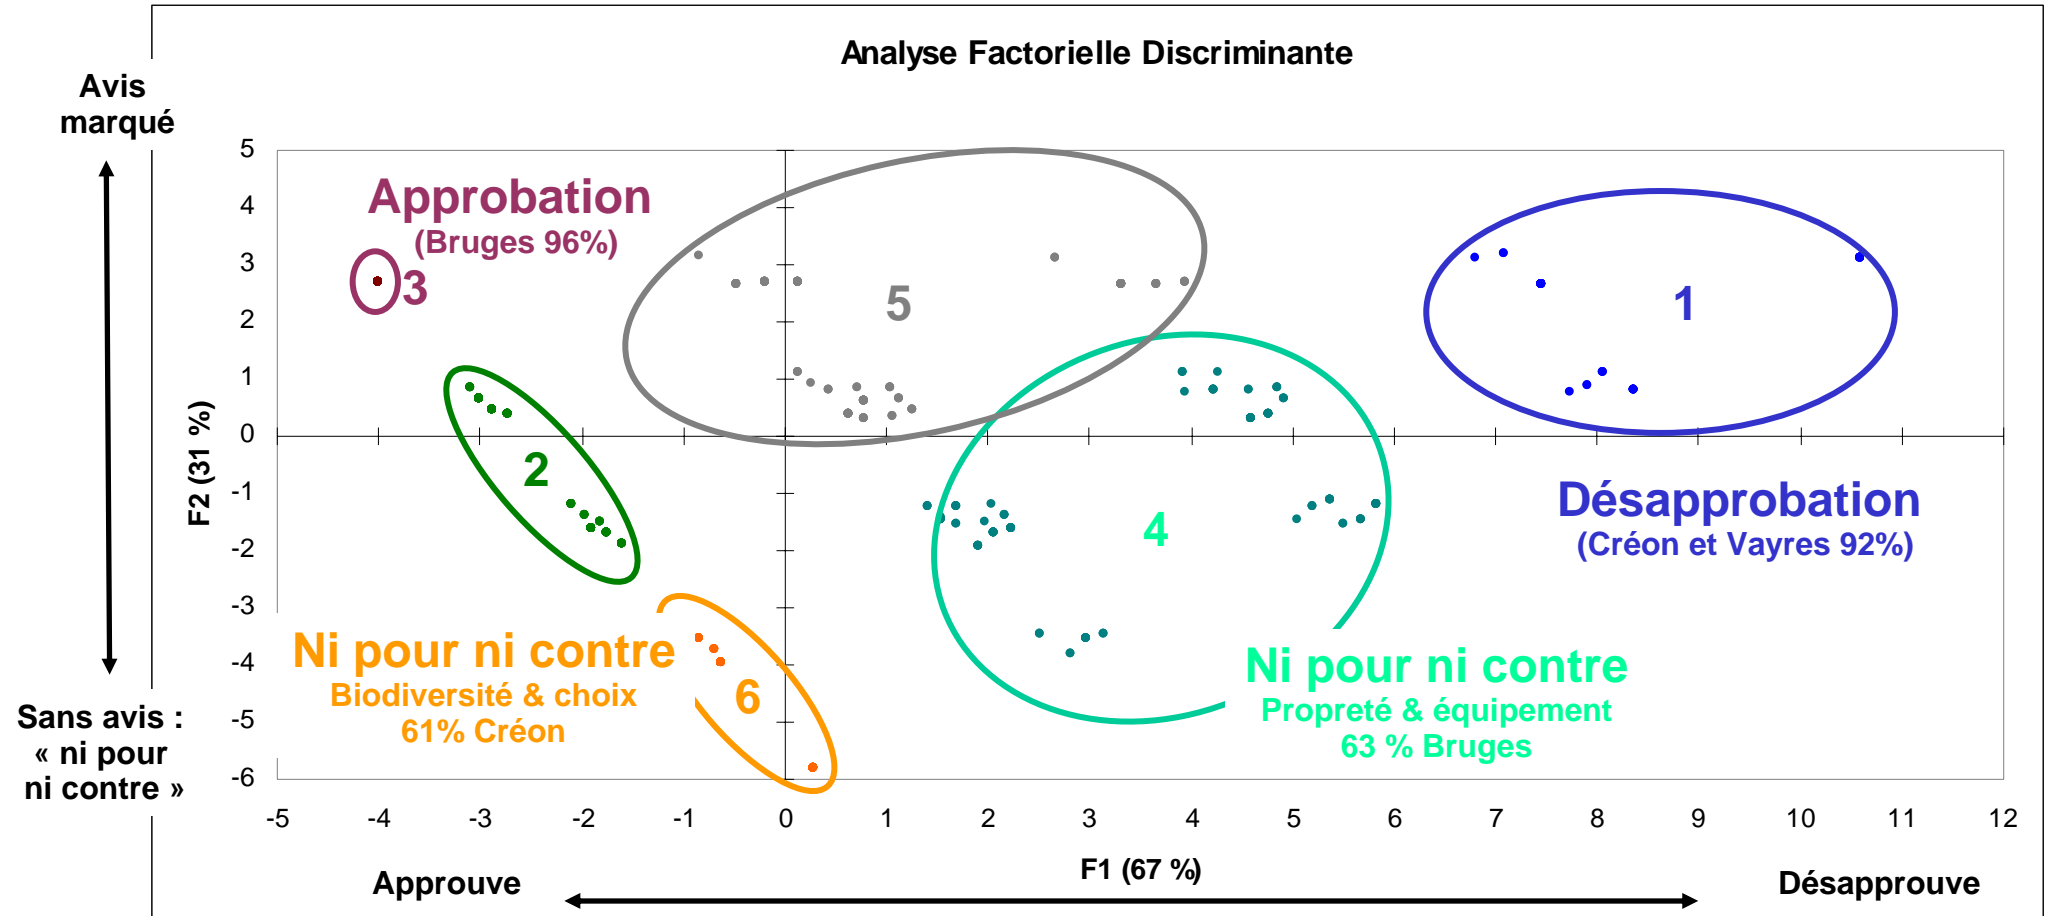 Analyse Factorielle Discriminante
Avis
marqué
5
4
3
2
1
0
-1
-2
-3
-4
-5
-6
F2 (31 %)
Approbation
(Bruges 96%)
3
5
1
2
4
6
Désapprobation
(Créon et Vayres 92%)
Ni pour ni contre
Biodiversité & choix
61% Créon
Ni pour ni contre
Propreté & équipement
63 % Bruges
Sans avis :
« ni pour
ni contre »
-5 -4 -3 -2 -1 0 1 2 3 4 5 6 7 8 9 10 11 12
F1 (67 %)
Approuve
Désapprouve